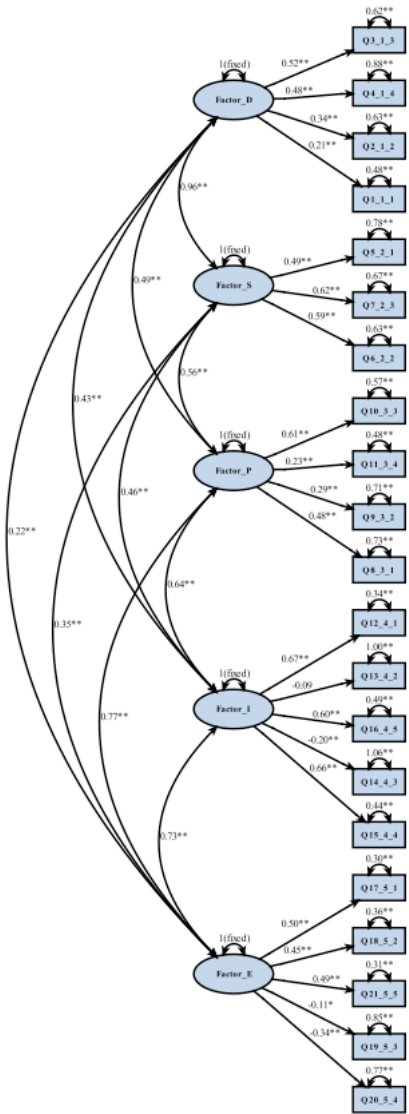 0.62**
Q3_1_3
1(fixed)
0.52**
0.88**
Factor_D
0.48**
Q4_1_4
0.34**
0.63**
Q2_1_2
0.21**
0.48**
Q1_1_1
0.96**
0.78**
1(fixed)
0.49**
Q5_2_1
0.49**
0.67**
Factor_S
0.62**
Q7_2_3
0.59**
0.63**
Q6_2_2
0.56**
0.57**
0.43**
Q10_3_3
1(fixed)
0.61**
0.48**
Factor_P
0.23**
Q11_3_4
0.29**
0.71**
0.46**
Q9_3_2
0.48**
0.22**
0.73**
Q8_3_1
0.64**
0.34**
0.35**
Q12_4_1
0.67**
1.00**
1(fixed)
-0.09
Q13_4_2
0.49**
Factor_I
0.60**
0.77**
Q16_4_5
-0.20**
1.06**
Q14_4_3
0.66**
0.44**
Q15_4_4
0.73**
0.30**
Q17_5_1
0.50**
0.36**
1(fixed)
0.45**
Q18_5_2
Factor_E
0.31**
0.49**
Q21_5_5
-0.11*
0.85**
-0.34**
Q19_5_3
0.77**
Q20_5_4